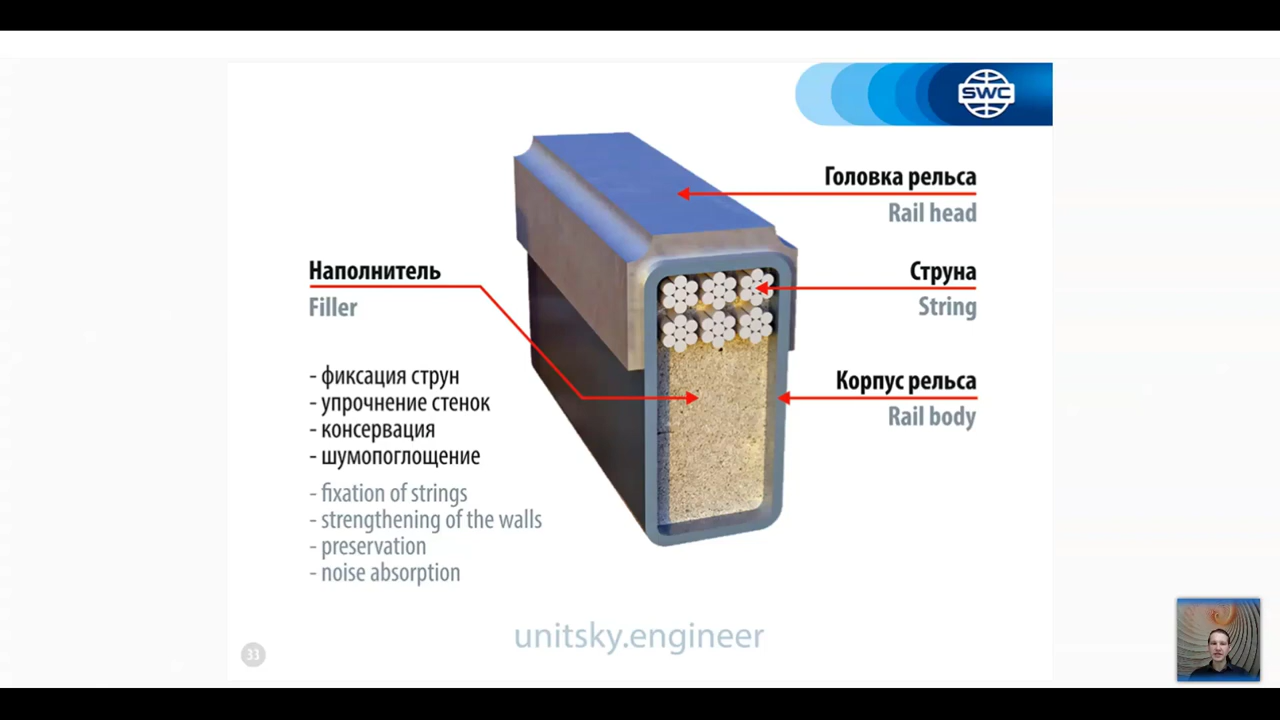 SWC
Головка рельса
Rail head
Наполнитель
Filler
Струна
String
Корпус рельса
Rail body
- фиксация струн
- упрочнение стенок
- консервация
- шумопоглощение
- fixation of strings
- strengthening of the walls
- preservation
- noise absorption
unitsky.engineer
31